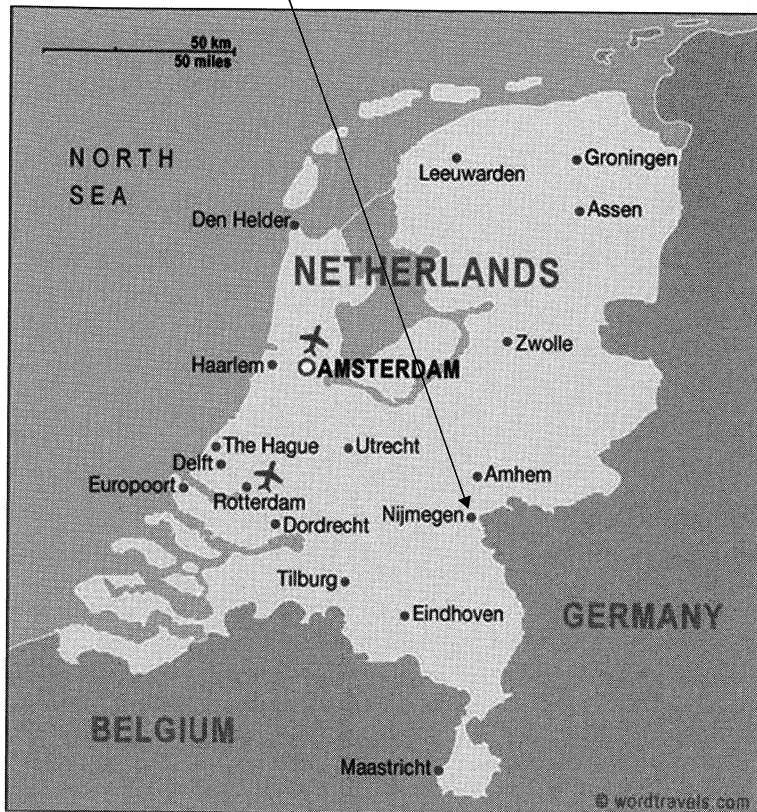 50 km
50 miles
NORTH
SEA
Leeuwarden
Groningen
Assen
Den Helder
NETHERLANDS
Zwolle
Haarlem
AMSTERDAM
The Hague
Utrecht
Delft
Arnhem
Europoort
Rotterdam
Nijmegen
Dordrecht
Tilburg
Eindhoven
GERMANY
BELGIUM
Maastricht
© wordtravels.com